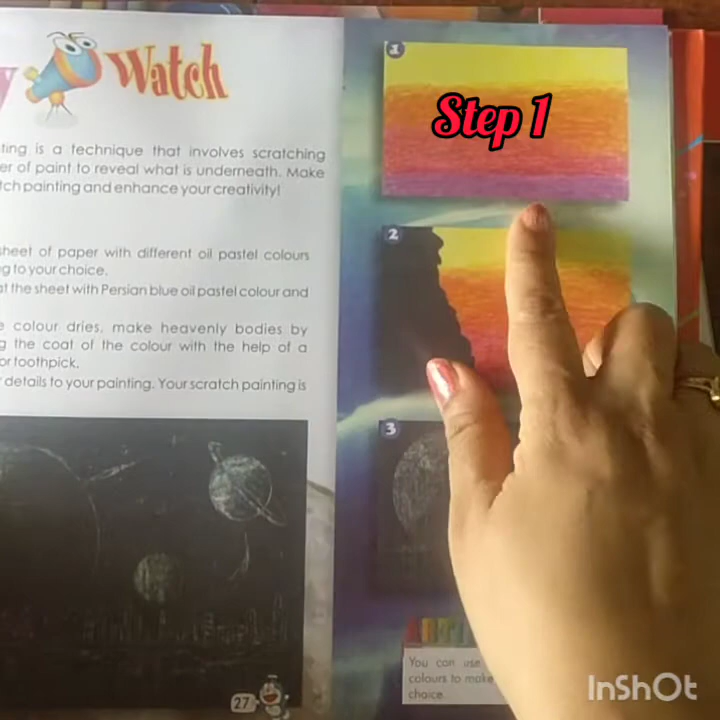 Watch
ting is a technique that involves scratching
er of paint to reveal what is underneath. Make
tch painting and enhance your creativity!
sheet of paper with different oil pastel colours
g to your choice.
at the sheet with Persian blue oil pastel colour and
e colour dries, make heavenly bodies by
g the coat of the colour with the help of a
or toothpick.
details to your painting. Your scratch painting is
27
1
Step 1
2
3
You can use
colours to make
choice.
InShOt